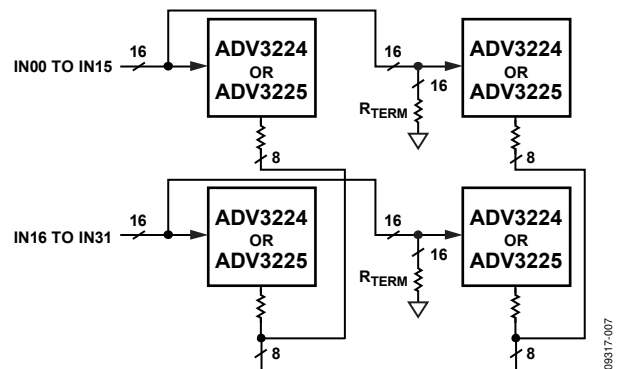 IN00 TO IN15
16
ADV3224
OR
ADV3225
8
16
16
RTERM
ADV3224
OR
ADV3225
8
IN16 TO IN31
16
ADV3224
OR
ADV3225
8
16
16
RTERM
ADV3224
OR
ADV3225
8
09317-007